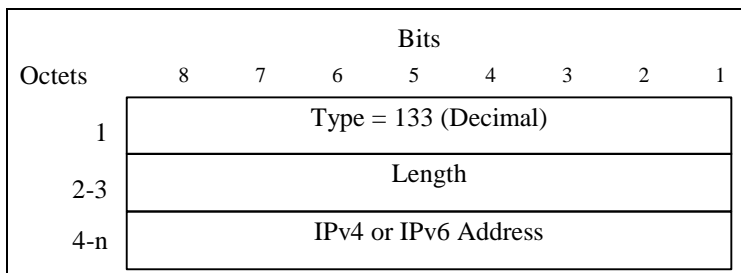 Bits
Octets 8 7 6 5 4 3 2 1
1 Type = 133 (Decimal)
2-3 Length
4-n IPv4 or IPv6 Address